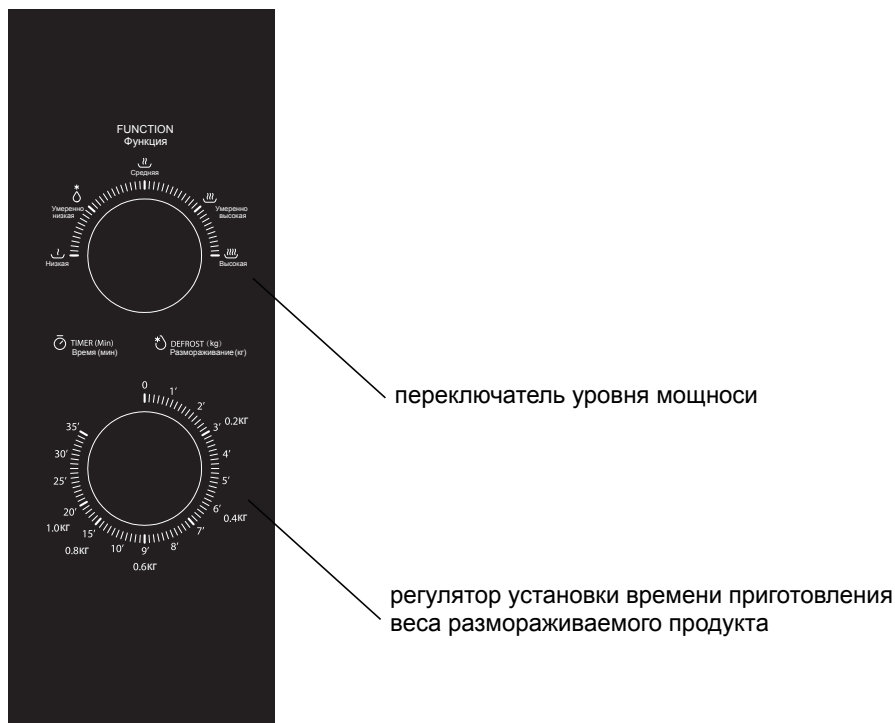 FUNCTION
Функция
Средняя
Умеренно
низкая
Умеренно
высокая
Низкая
Высокая
TIMER (Min)
Время (мин)
DEFROST (kg)
Размораживание (кг)
0
1'
2'
3' 0.2КГ
4'
5'
6'
0.4КГ
7'
8'
9'
0.6КГ
10'
15'
0.8КГ
20'
1.0КГ
25'
30'
35'
переключатель уровня мощноси
регулятор установки времени приготовления
веса размораживаемого продукта